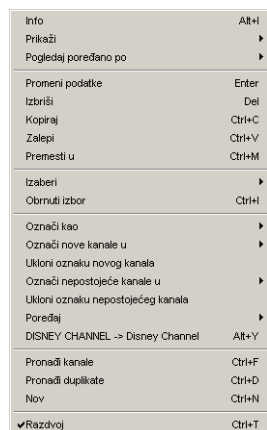 Info Alt+I
Prikaži
Pogledaj poređano po
Promeni podatke Enter
Izbriši Del
Kopiraj Ctrl+C
Zalepi Ctrl+V
Premesti u Ctrl+M
Izaberi
Obrnuti izbor Ctrl+I
Označi kao
Označi nove kanale u
Ukloni oznaku novog kanala
Označi nepostojeće kanale u
Ukloni oznaku nepostojećeg kanala
Poređaj
DISNEY CHANNEL -> Disney Channel Alt+Y
Pronađi kanale Ctrl+F
Pronađi duplikate Ctrl+D
Nov Ctrl+N
Razdvoj Ctrl+T